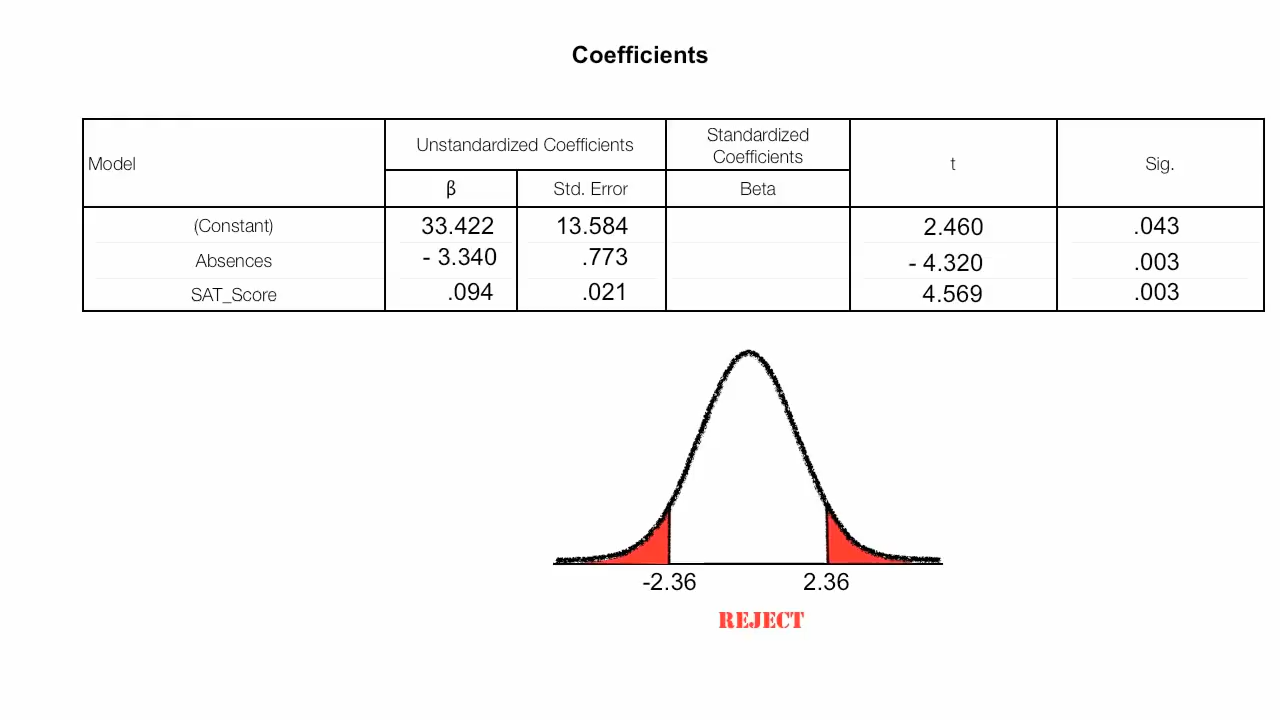 Coefficients
Model
Unstandardized Coefficients
Standardized
Coefficients
t
Sig.
β
Std. Error
Beta
(Constant) 33.422 13.584 2.460 .043
Absences - 3.340 .773 - 4.320 .003
SAT_Score .094 .021 4.569 .003
-2.36 2.36
REJECT